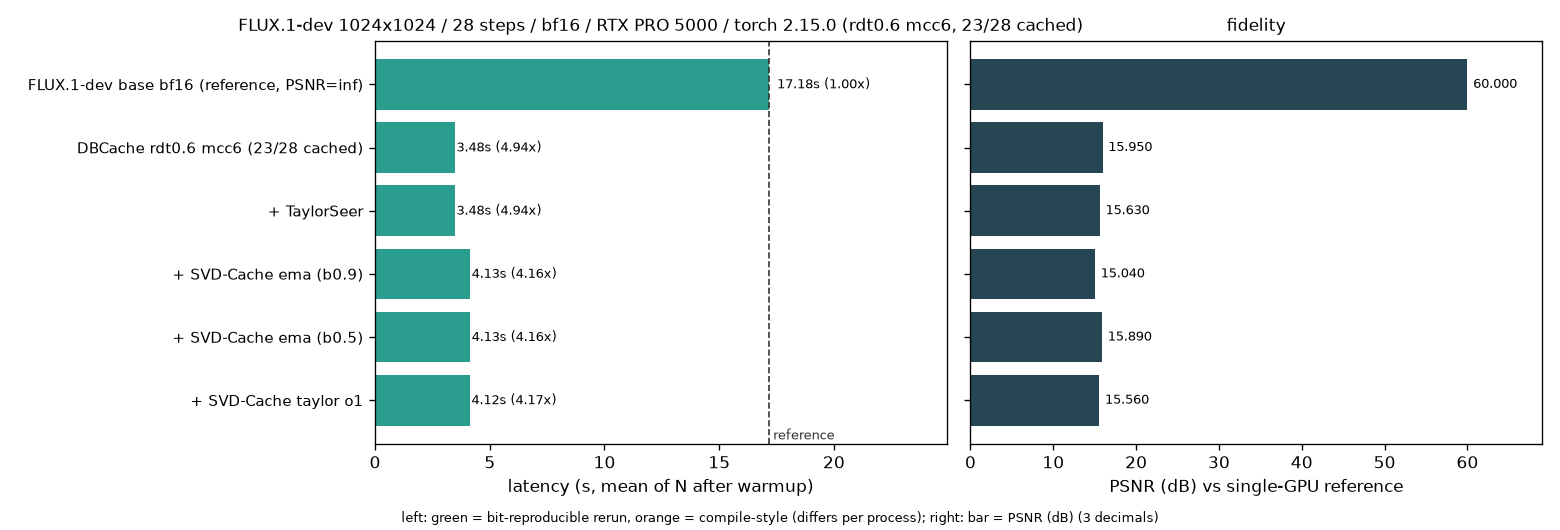 FLUX.1-dev 1024x1024 / 28 steps / bf16 / RTX PRO 5000 / torch 2.15.0 (rdt0.6 mcc6, 23/28 cached)
fidelity
FLUX.1-dev base bf16 (reference, PSNR=inf)
17.18s (1.00x)
60.000
DBCache rdt0.6 mcc6 (23/28 cached)
3.48s (4.94x)
15.950
+ TaylorSeer
3.48s (4.94x)
15.630
+ SVD-Cache ema (b0.9)
4.13s (4.16x)
15.040
+ SVD-Cache ema (b0.5)
4.13s (4.16x)
15.890
+ SVD-Cache taylor o1
4.12s (4.17x)
15.560
reference
0 5 10 15 20
0 10 20 30 40 50 60
latency (s, mean of N after warmup)
PSNR (dB) vs single-GPU reference
left: green = bit-reproducible rerun, orange = compile-style (differs per process); right: bar = PSNR (dB) (3 decimals)